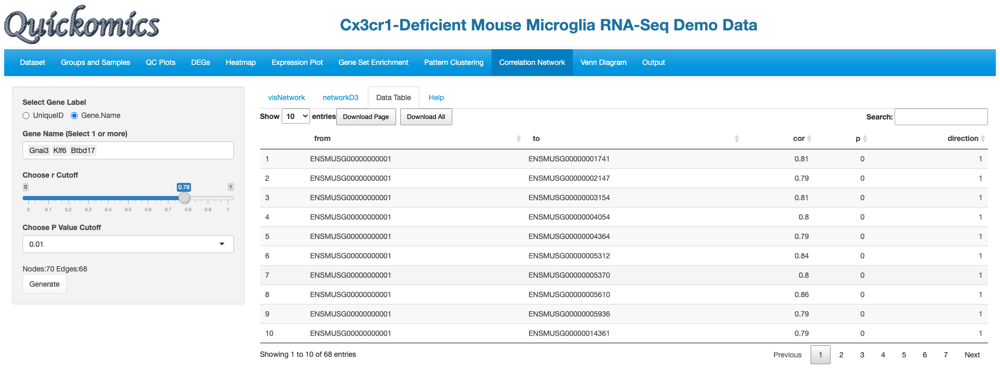 Quickomics
Cx3cr1-Deficient Mouse Microglia RNA-Seq Demo Data
Dataset Groups and Samples QC Plots DEGs Heatmap Expression Plot Gene Set Enrichment Pattern Clustering Correlation Network Venn Diagram Output
Select Gene Label
UniqueID Gene.Name
Gene Name (Select 1 or more)
Gnai3 Klf6 Btbd17
Choose r Cutoff
0 0.78 1
0 0.1 0.2 0.3 0.4 0.5 0.6 0.7 0.8 0.9 1
Choose P Value Cutoff
0.01
Nodes:70 Edges:68
Generate
visNetwork networkD3 Data Table Help
Show 10 entries Download Page Download All Search:
from to cor p direction
1 ENSMUSG00000000001 ENSMUSG00000001741 0.81 0 1
2 ENSMUSG00000000001 ENSMUSG00000002147 0.79 0 1
3 ENSMUSG00000000001 ENSMUSG00000003154 0.81 0 1
4 ENSMUSG00000000001 ENSMUSG00000004054 0.8 0 1
5 ENSMUSG00000000001 ENSMUSG00000004364 0.79 0 1
6 ENSMUSG00000000001 ENSMUSG00000005312 0.84 0 1
7 ENSMUSG00000000001 ENSMUSG00000005370 0.8 0 1
8 ENSMUSG00000000001 ENSMUSG00000005610 0.86 0 1
9 ENSMUSG00000000001 ENSMUSG00000005936 0.79 0 1
10 ENSMUSG00000000001 ENSMUSG00000014361 0.79 0 1
Showing 1 to 10 of 68 entries Previous 1 2 3 4 5 6 7 Next